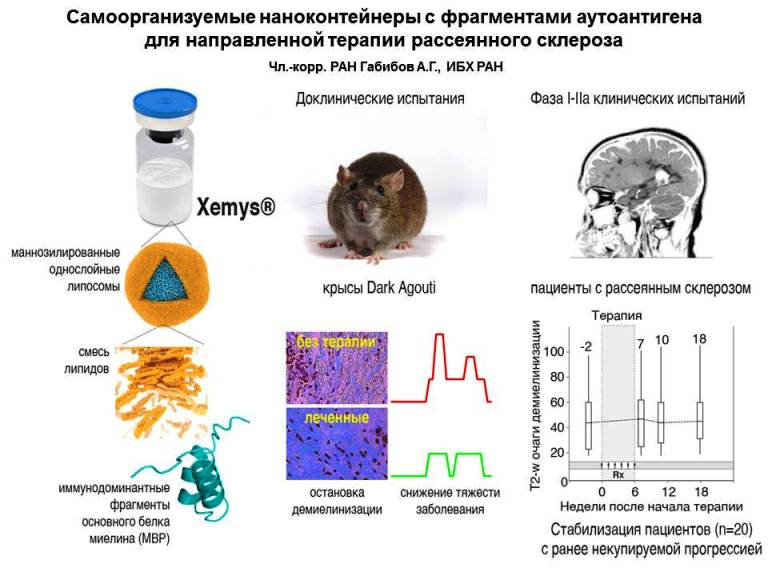 Самоорганизуемые наноконтейнеры с фрагментами аутоантигена
для направленной терапии рассеянного склероза
Чл.-корр. РАН Габибов А.Г., ИБХ РАН
Xemys®
маннозилированные
однослойные
липосомы
смесь
липидов
иммунодоминантные
фрагменты
основного белка
миелина (MBP)
Доклинические испытания
крысы Dark Agouti
без терапии
леченные
остановка
демиелинизации
снижение тяжести
заболевания
Фаза I-IIa клинических испытаний
пациенты с рассеянным склерозом
Терапия
-2 7 10 18
T2-w очаги демиелинизации
100
80
60
40
20
0
Rx
0 6 12 18
Недели после начала терапии
Стабилизация пациентов (n=20)
с ранее некупируемой прогрессией